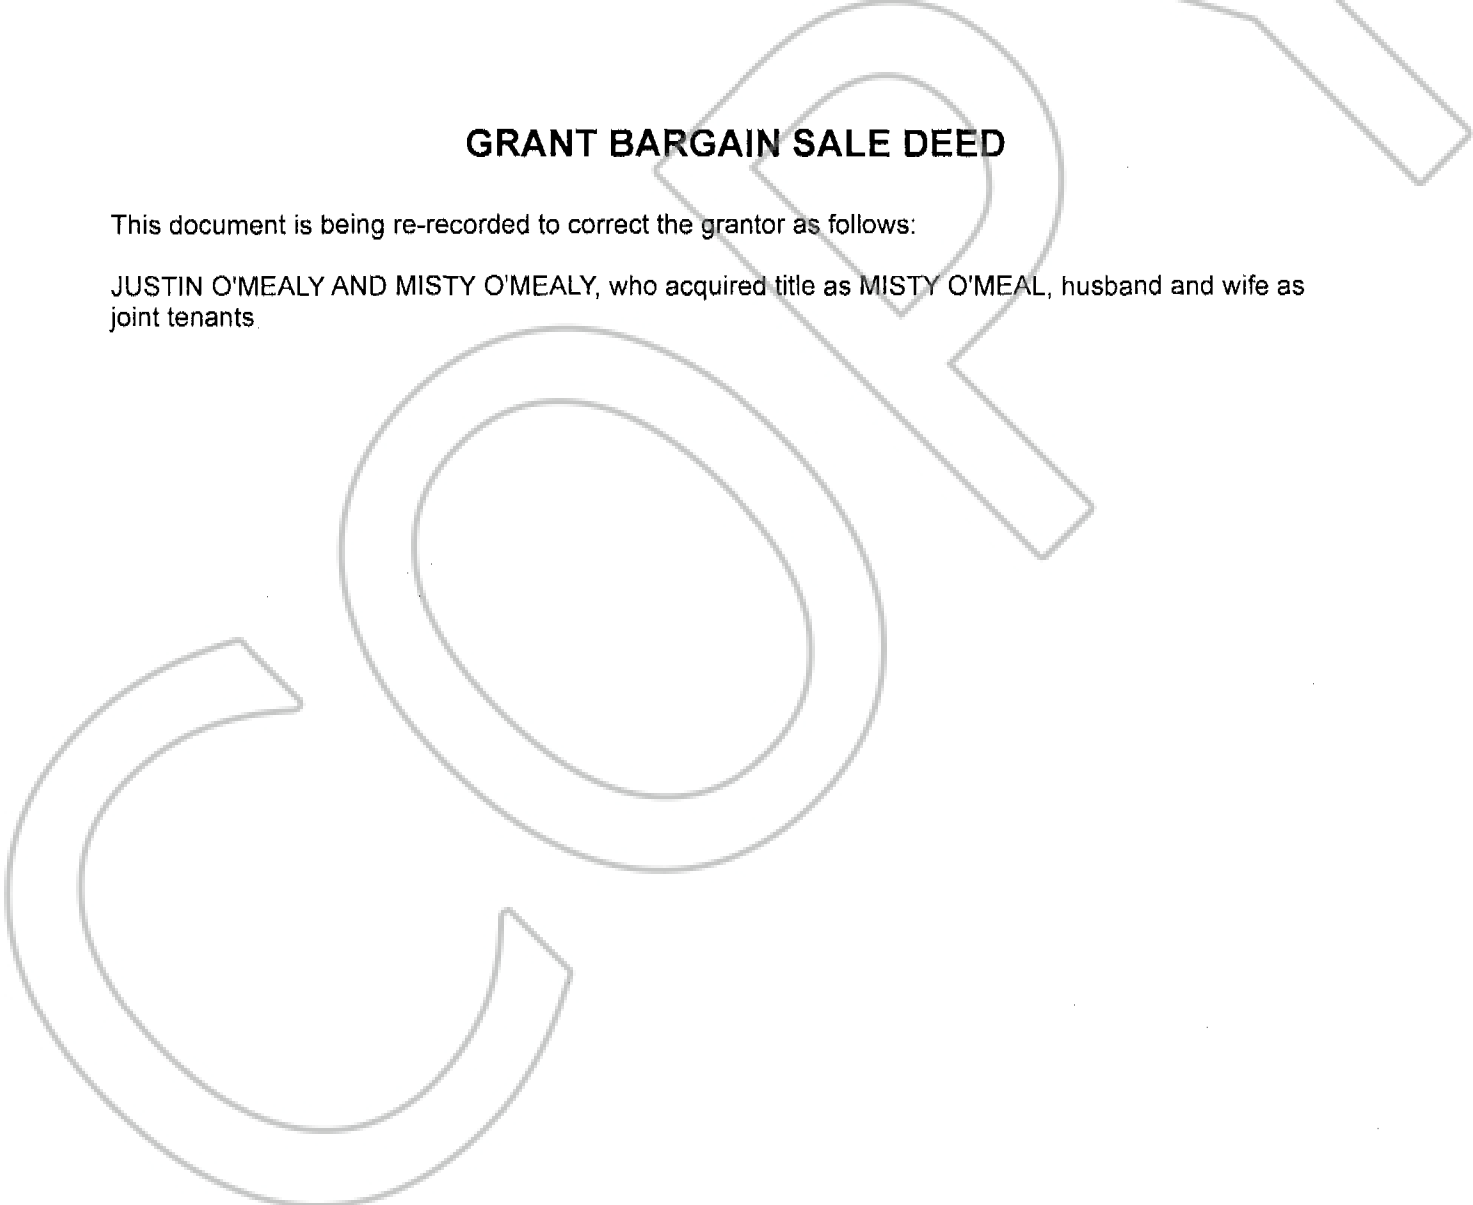 GRANT BARGAIN SALE DEED
This document is being re-recorded to correct the grantor as follows:
JUSTIN O'MEALY AND MISTY O'MEALY, who acquired title as MISTY O'MEAL, husband and wife as
joint tenants
COPY